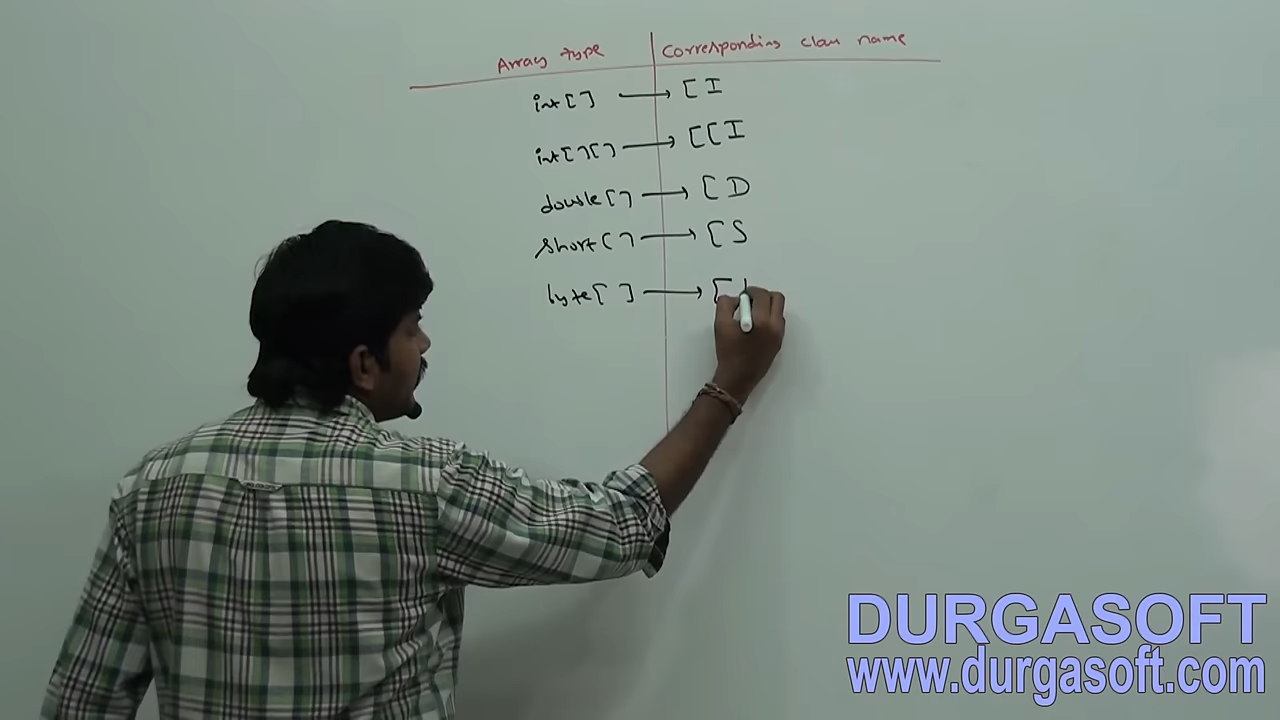 Array type Corresponding class name
int[] → [I
int[][] → [[I
double[] → [D
short[] → [S
byte[] → [
DURGASOFT
www.durgasoft.com